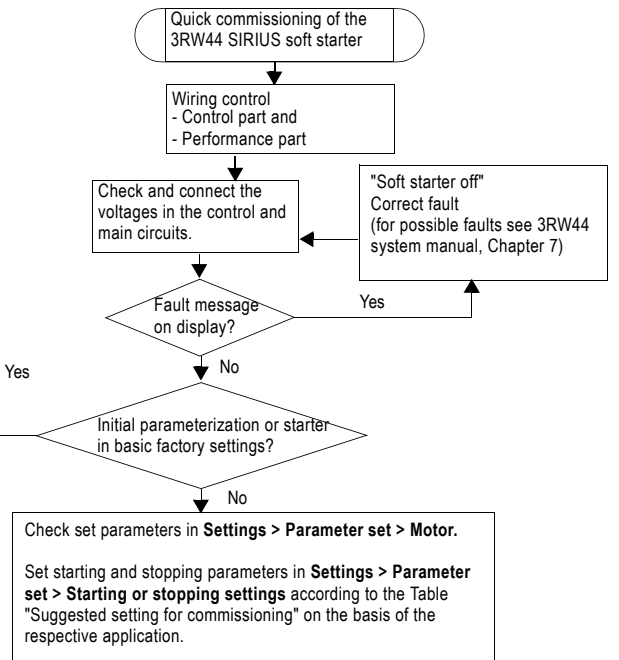 Quick commissioning of the
3RW44 SIRIUS soft starter
Wiring control
- Control part and
- Performance part
Check and connect the
voltages in the control and
main circuits.
"Soft starter off"
Correct fault
(for possible faults see 3RW44
system manual, Chapter 7)
Fault message
on display?
Yes
No
Yes
Initial parameterization or starter
in basic factory settings?
No
Check set parameters in Settings > Parameter set > Motor.
Set starting and stopping parameters in Settings > Parameter
set > Starting or stopping settings according to the Table
"Suggested setting for commissioning" on the basis of the
respective application.